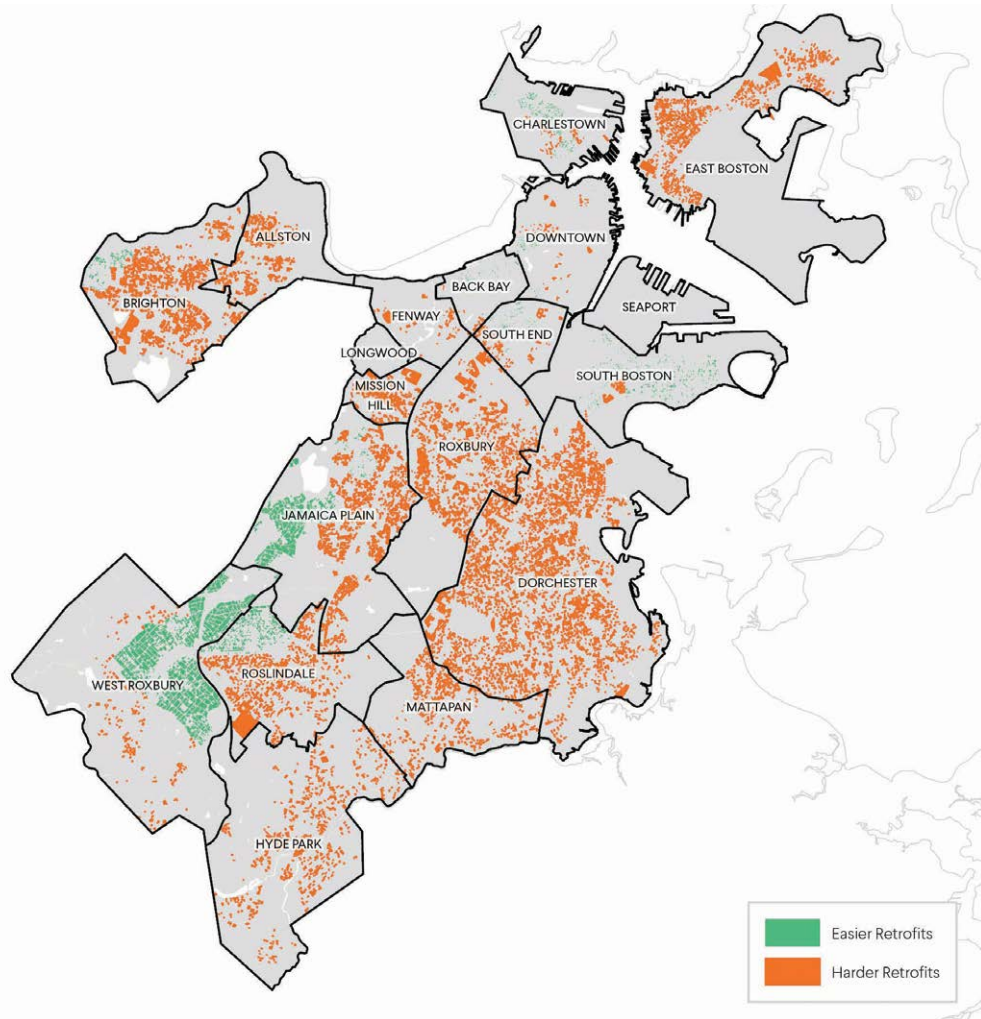 CHARLESTOWN
EAST BOSTON
ALLSTON
DOWNTOWN
BACK BAY
BRIGHTON
SEAPORT
FENWAY
SOUTH END
LONGWOOD
SOUTH BOSTON
MISSION
HILL
ROXBURY
JAMAICA PLAIN
DORCHESTER
WEST ROXBURY
ROSLINDALE
MATTAPAN
HYDE PARK
Easier Retrofits
Harder Retrofits